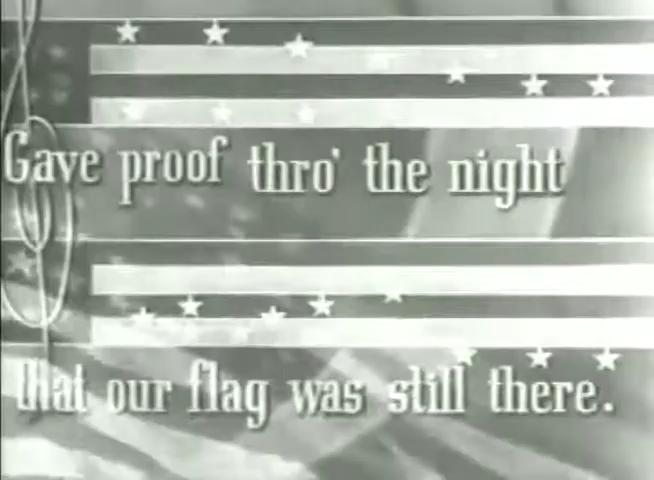 Gave proof thro' the night
that our flag was still there.